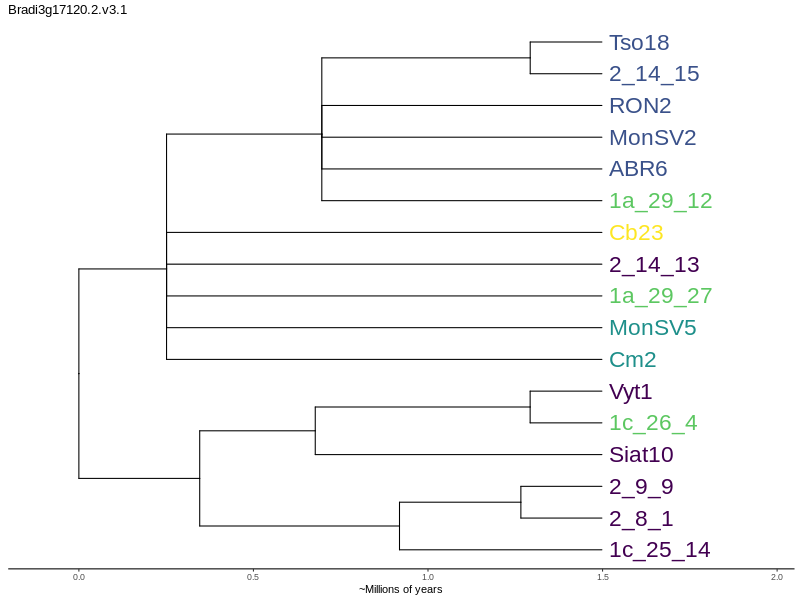 Bradi3g17120.2.v3.1
Tso18
2_14_15
RON2
MonSV2
ABR6
1a_29_12
Cb23
2_14_13
1a_29_27
MonSV5
Cm2
Vyt1
1c_26_4
Siat10
2_9_9
2_8_1
1c_25_14
0.0 0.5 1.0 1.5 2.0
~Millions of years